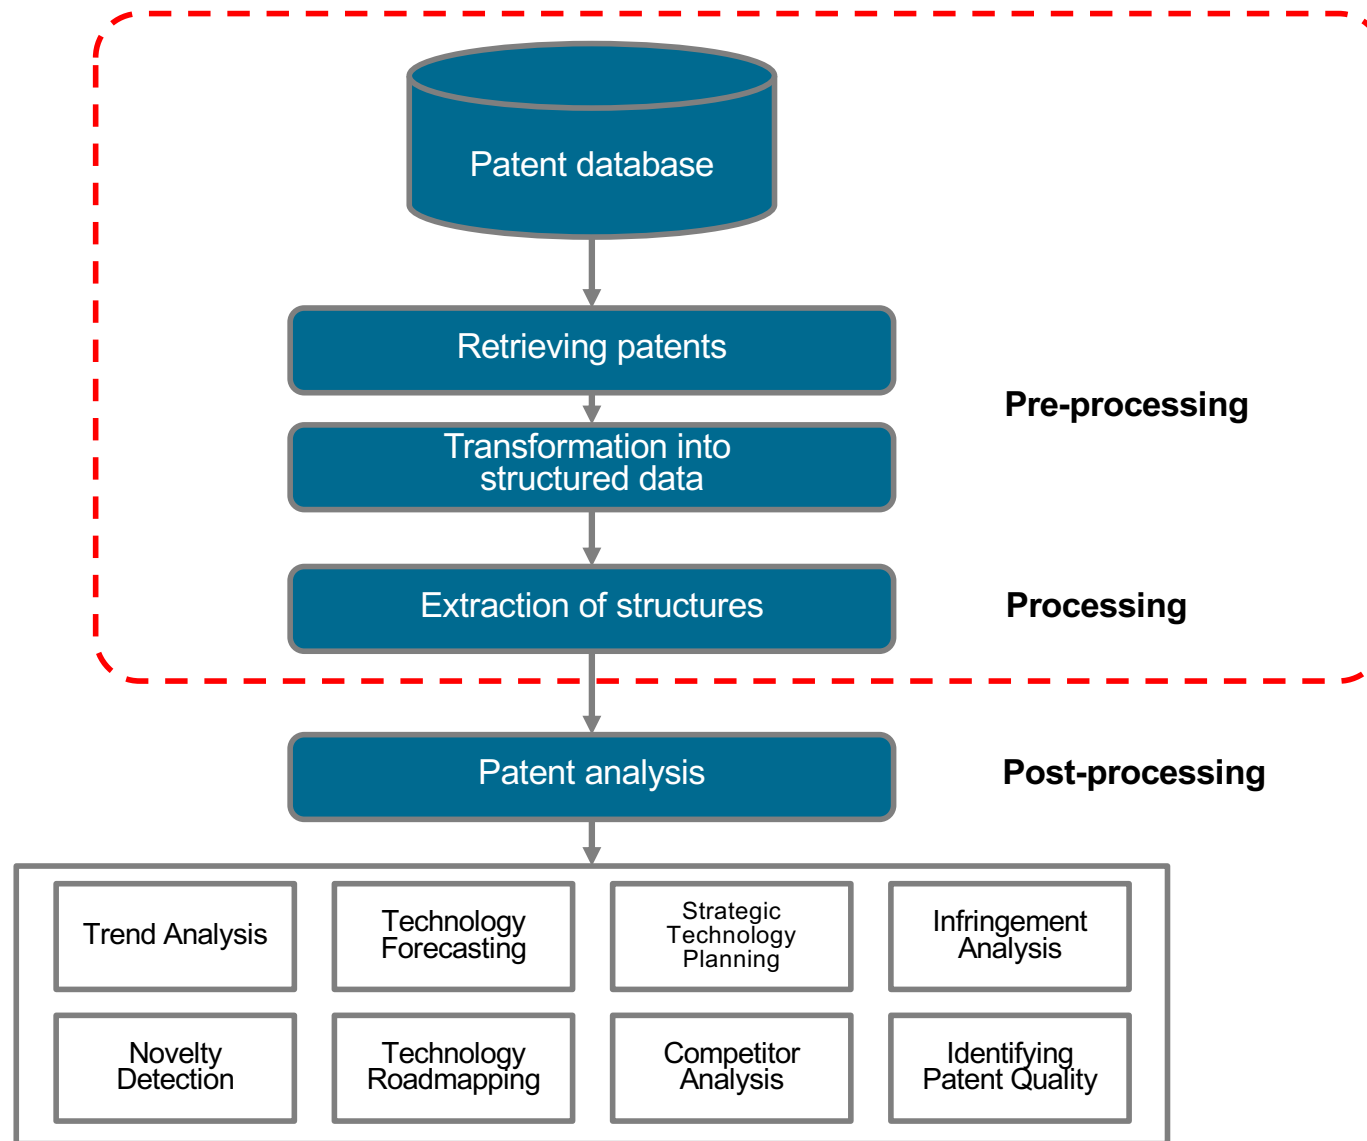 Patent database
Retrieving patents
Pre-processing
Transformation into
structured data
Extraction of structures
Processing
Patent analysis
Post-processing
Trend Analysis
Technology
Forecasting
Strategic
Technology
Planning
Infringement
Analysis
Novelty
Detection
Technology
Roadmapping
Competitor
Analysis
Identifying
Patent Quality